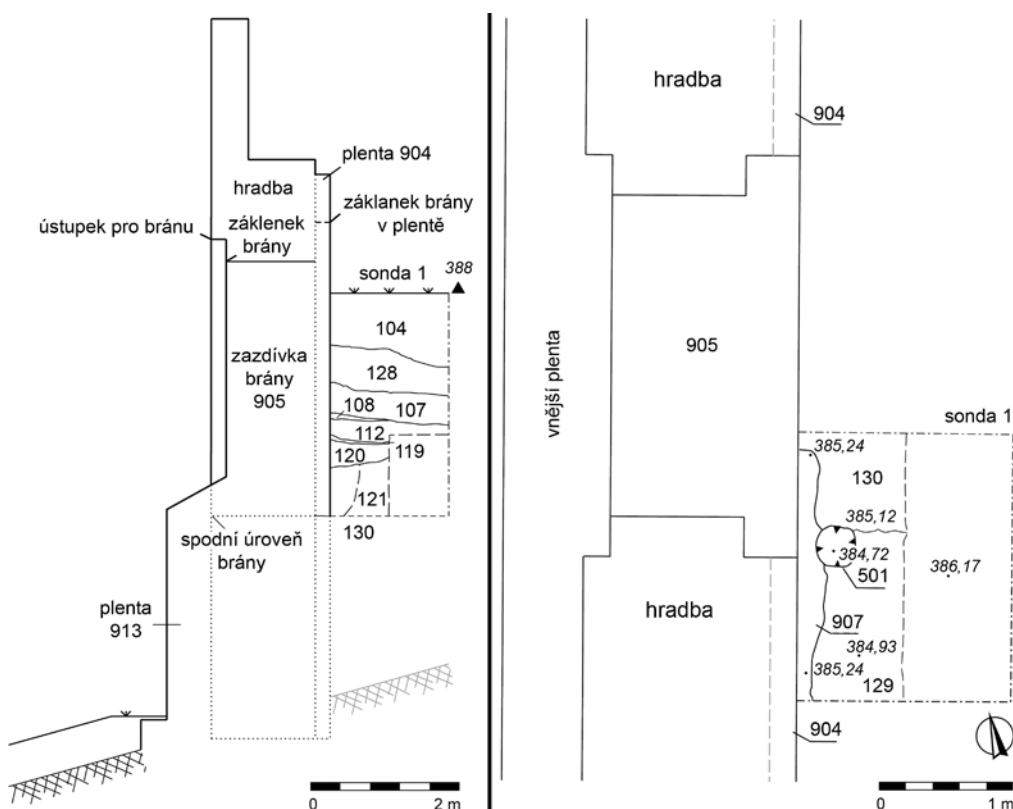 plenta 904
hradba
záklanek brány
v plentě
ústupek pro bránu
záklenek
brány
sonda 1
388
104
128
zazdívka
brány
905
108
107
112
120
119
121
130
spodní úroveň
brány
plenta
913
0
2 m
hradba
904
905
vnější plenta
sonda 1
385,24
130
385,12
384,72
386,17
501
907
384,93
385,24
129
hradba
904
0
1 m